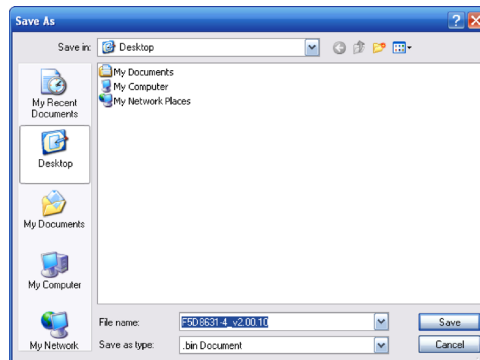 Save As
Save in:
Desktop
My Recent
Documents
Desktop
My Documents
My Computer
My Network
My Documents
My Computer
My Network Places
File name:
F5D8631-4_v2.00.10
Save
Save as type:
.bin Document
Cancel